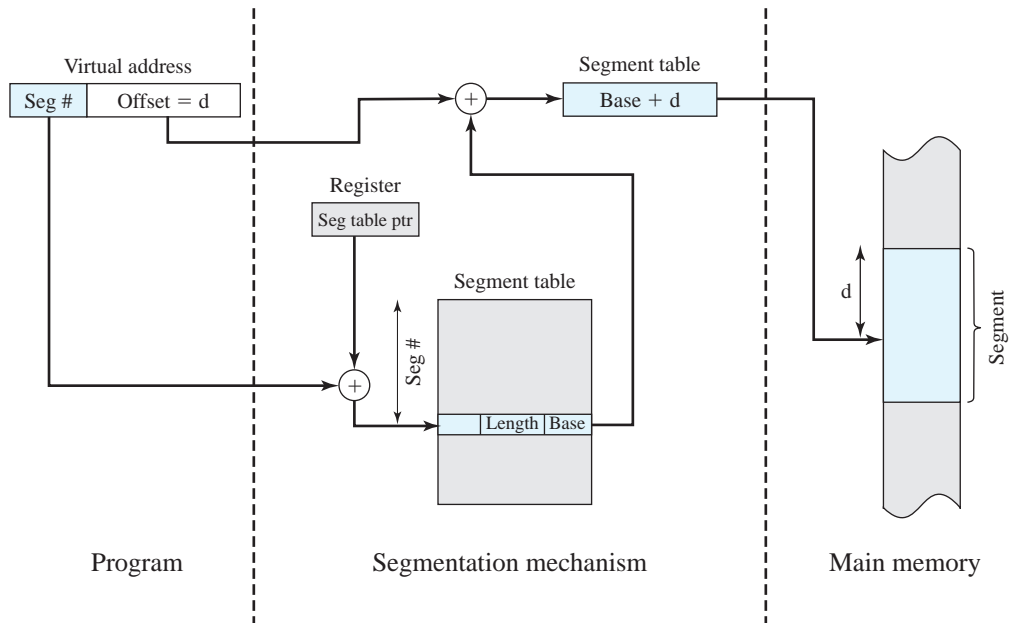 Virtual address
Seg # Offset = d
Segment table
Base + d
+
Register
Seg table ptr
Segment table
Seg #
+
Length Base
d
Segment
Program
Segmentation mechanism
Main memory